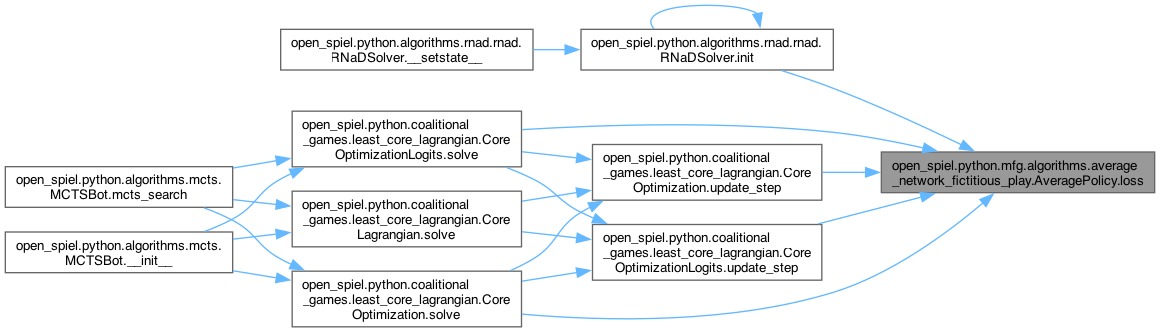 open_spiel.python.algorithms.rnad.rnad.
RNaDSolver.__setstate__
open_spiel.python.algorithms.rnad.rnad.
RNaDSolver.init
open_spiel.python.coalitional
_games.least_core_lagrangian.Core
OptimizationLogits.solve
open_spiel.python.coalitional
_games.least_core_lagrangian.Core
Optimization.update_step
open_spiel.python.mfg.algorithms.average
_network_fictitious_play.AveragePolicy.loss
open_spiel.python.algorithms.mcts.
MCTSBot.mcts_search
open_spiel.python.coalitional
_games.least_core_lagrangian.Core
Lagrangian.solve
open_spiel.python.algorithms.mcts.
MCTSBot.__init__
open_spiel.python.coalitional
_games.least_core_lagrangian.Core
OptimizationLogits.update_step
open_spiel.python.coalitional
_games.least_core_lagrangian.Core
Optimization.solve